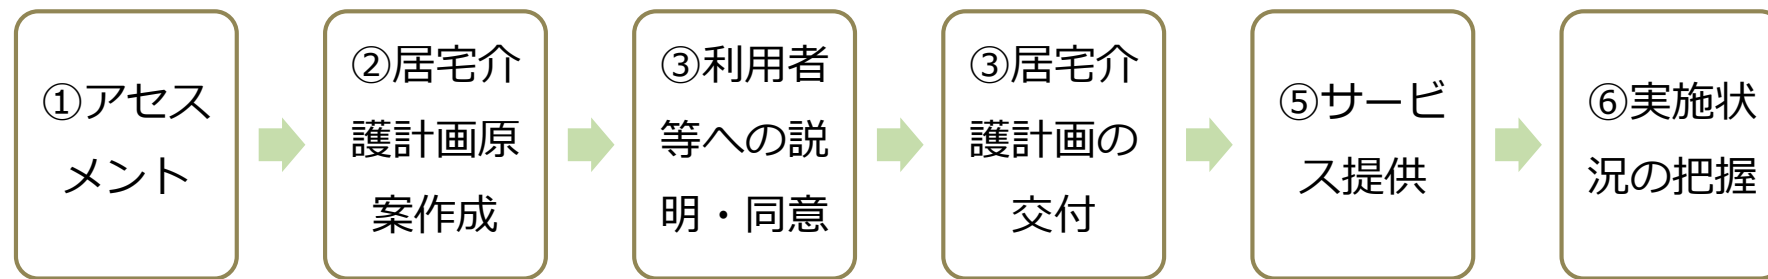 ①アセス
メント
②居宅介
護計画原
案作成
③利用者
等への説
明・同意
③居宅介
護計画の
交付
⑤サービ
ス提供
⑥実施状
況の把握